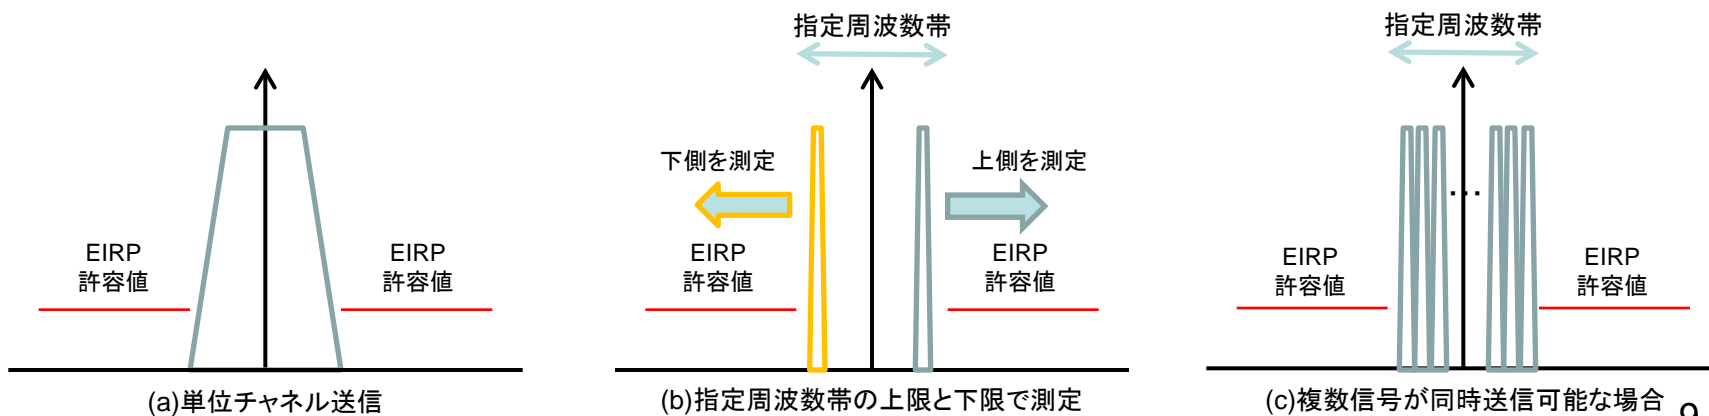 指定周波数帯
指定周波数帯
下側を測定
上側を測定
EIRP
許容値
EIRP
許容値
EIRP
許容値
EIRP
許容値
EIRP
許容値
EIRP
許容値
…
(a)単位チャネル送信
(b)指定周波数帯の上限と下限で測定
(c)複数信号が同時送信可能な場合